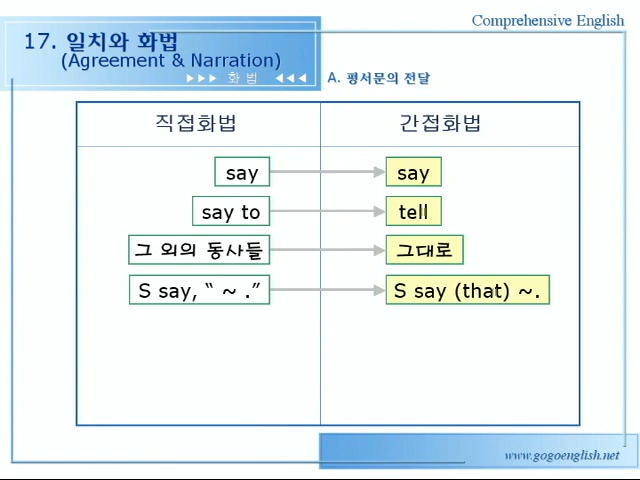 Comprehensive English
17. 일치와 화법
(Agreement & Narration)
▶▶▶ 화 법 ◀◀◀
A. 평서문의 전달
직접화법 간접화법
say say
say to tell
그 외의 동사들 그대로
S say, “ ~ .” S say (that) ~.
www.gogoenglish.net